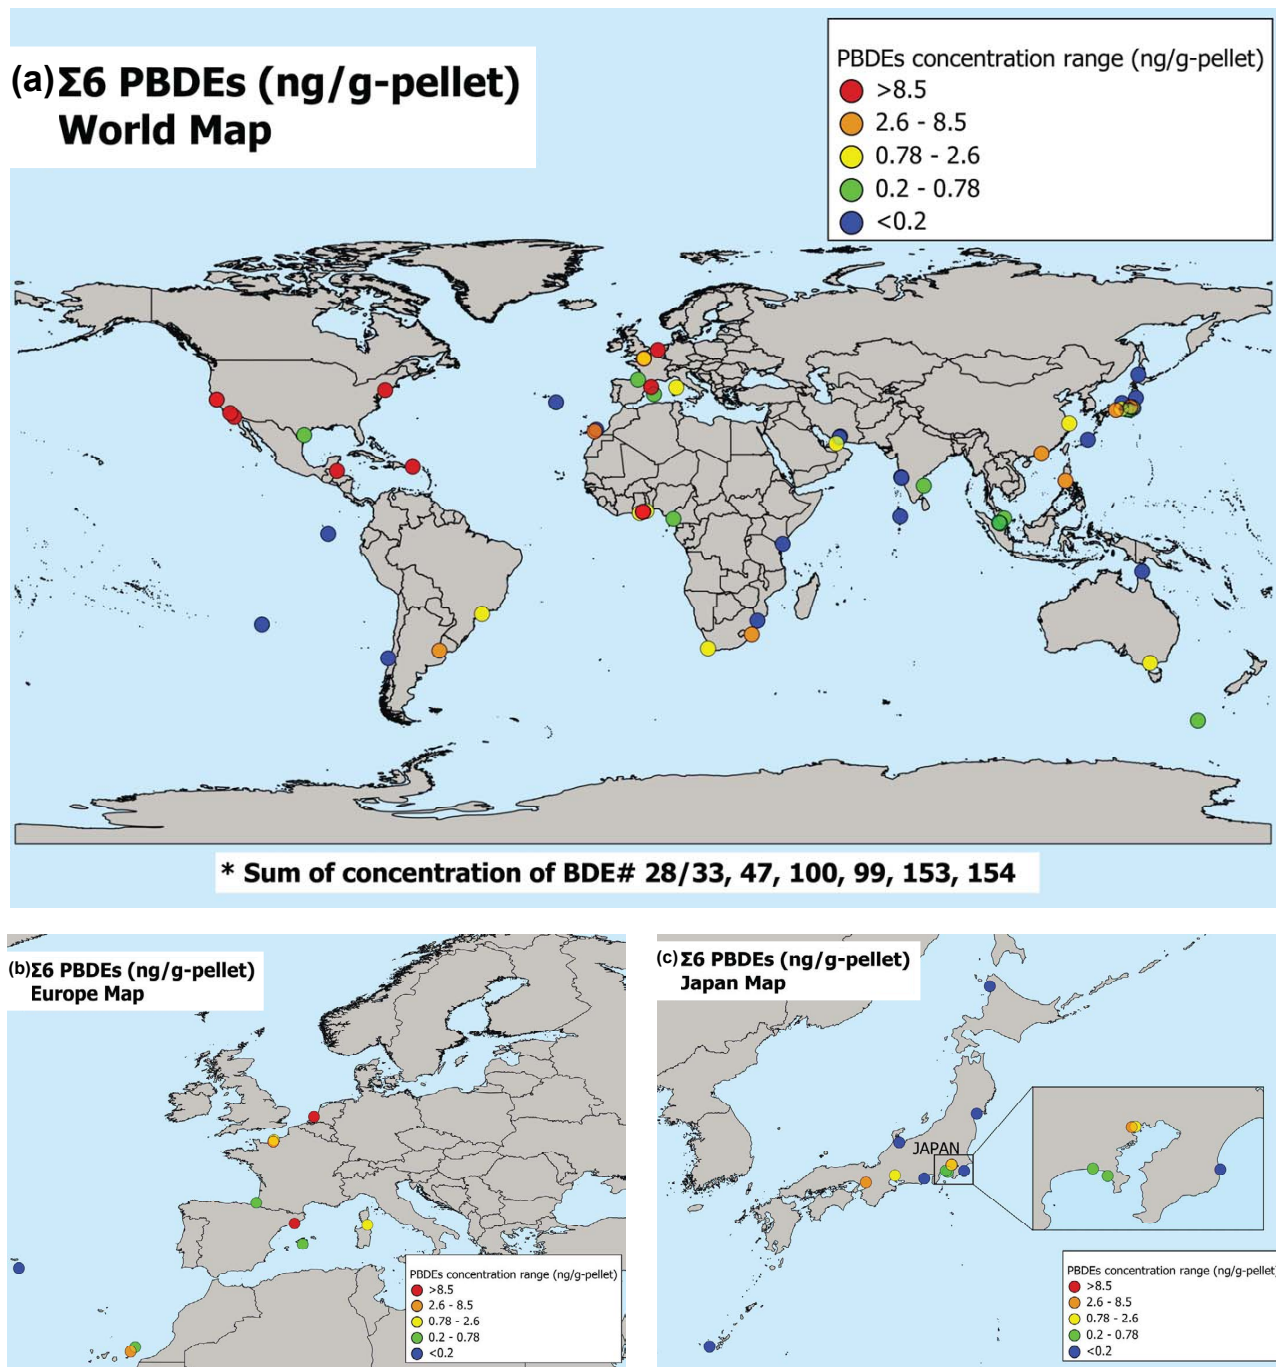 (a) Σ6 PBDEs (ng/g-pellet)
World Map
PBDEs concentration range (ng/g-pellet)
>8.5
2.6 - 8.5
0.78 - 2.6
0.2 - 0.78
<0.2
* Sum of concentration of BDE# 28/33, 47, 100, 99, 153, 154
(b) Σ6 PBDEs (ng/g-pellet)
Europe Map
PBDEs concentration range (ng/g-pellet)
>8.5
2.6 - 8.5
0.78 - 2.6
0.2 - 0.78
<0.2
(c) Σ6 PBDEs (ng/g-pellet)
Japan Map
JAPAN
PBDEs concentration range (ng/g-pellet)
>8.5
2.6 - 8.5
0.78 - 2.6
0.2 - 0.78
<0.2